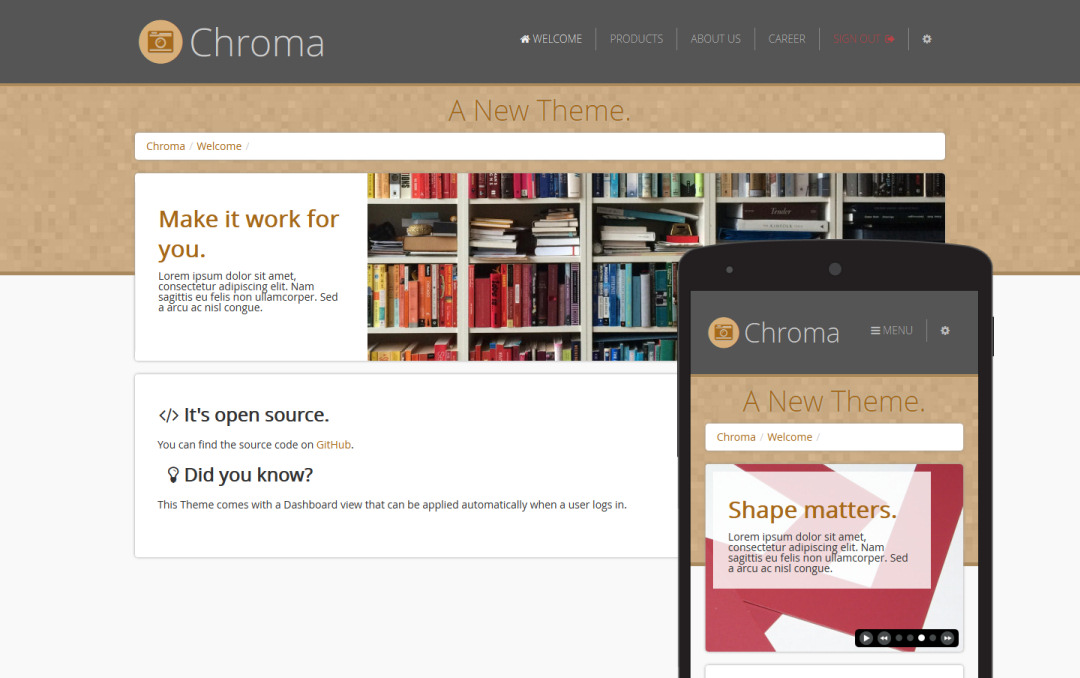 Chroma
WELCOME
PRODUCTS
ABOUT US
CAREER
SIGN OUT
A New Theme.
Chroma / Welcome /
Make it work for
you.
Lorem ipsum dolor sit amet,
consectetur adipiscing elit. Nam
sagittis eu felis non ullamcorper. Sed
a arcu ac nisl congue.
</> It's open source.
You can find the source code on GitHub.
Did you know?
This Theme comes with a Dashboard view that can be applied automatically when a user logs in.
Chroma
MENU
A New Theme.
Chroma / Welcome /
Shape matters.
Lorem ipsum dolor sit amet,
consectetur adipiscing elit. Nam
sagittis eu felis non ullamcorper. Sed
a arcu ac nisl congue.